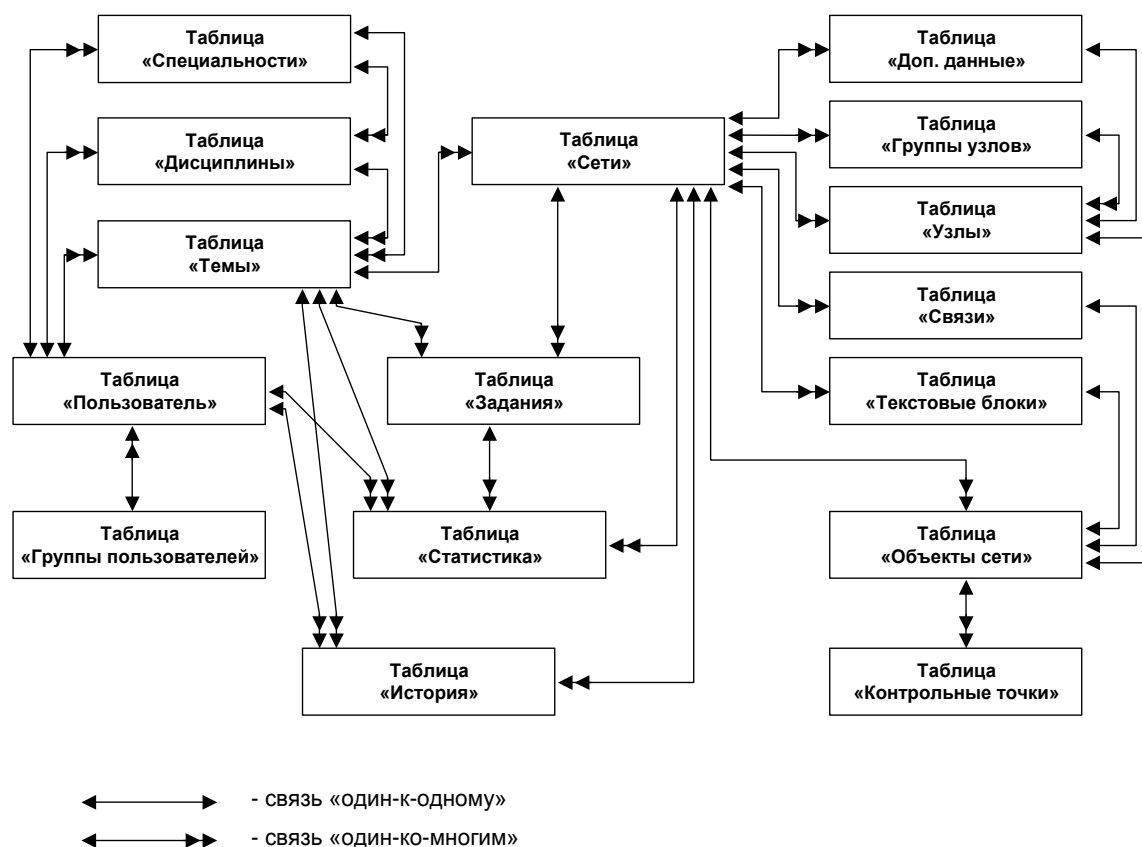 Таблица
«Специальности»
Таблица
«Доп. данные»
Таблица
«Дисциплины»
Таблица
«Сети»
Таблица
«Группы узлов»
Таблица
«Узлы»
Таблица
«Темы»
Таблица
«Связи»
Таблица
«Пользователь»
Таблица
«Задания»
Таблица
«Текстовые блоки»
Таблица
«Группы пользователей»
Таблица
«Статистика»
Таблица
«Объекты сети»
Таблица
«История»
Таблица
«Контрольные точки»
- связь «один-к-одному»
- связь «один-ко-многим»